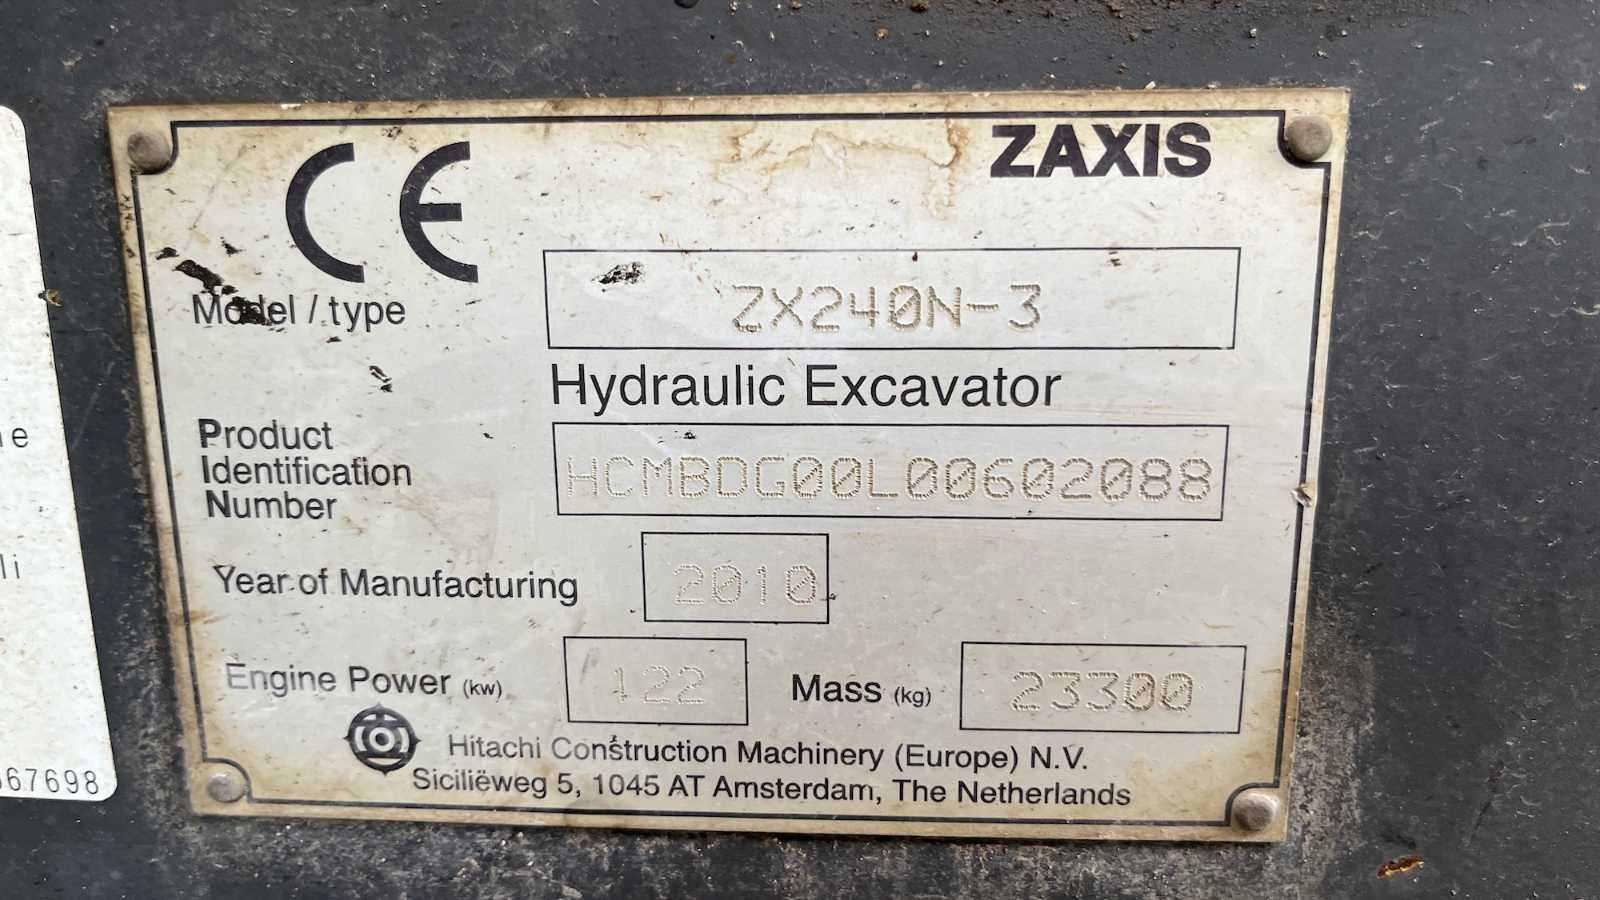 CE
ZAXIS
Model / type ZX240N-3
Hydraulic Excavator
Product
Identification
Number
HCMBDG00L00602088
Year of Manufacturing 2010
Engine Power (kw) 122 Mass (kg) 23300
Hitachi Construction Machinery (Europe) N.V.
Siciliëweg 5, 1045 AT Amsterdam, The Netherlands
67698